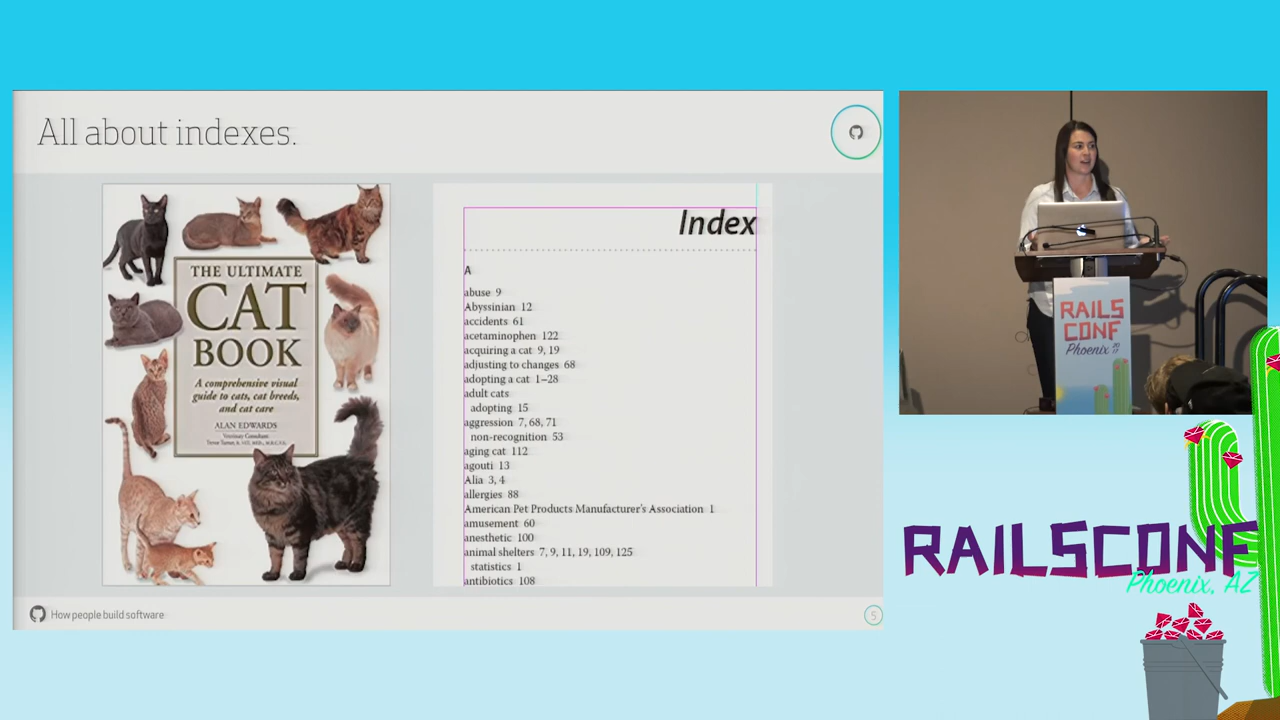 All about indexes.
THE ULTIMATE
CAT
BOOK
A comprehensive visual
guide to cats, cat breeds,
and cat care
ALAN EDWARDS
Veterinary Consultant
Index
A
abuse 9
Abyssinian 12
accidents 61
acetaminophen 122
acquiring a cat 9, 19
adjusting to changes 68
adopting a cat 1–28
adult cats
adopting 15
aggression 7, 68, 71
non-recognition 53
aging cat 112
agouti 13
Alia 3, 4
allergies 88
American Pet Products Manufacturer's Association 1
amusement 60
anesthetic 100
animal shelters 7, 9, 11, 19, 109, 125
statistics 1
antibiotics 108
How people build software
5
RAILS
CONF
Phoenix 20
17
RAILSCONF
Phoenix, AZ